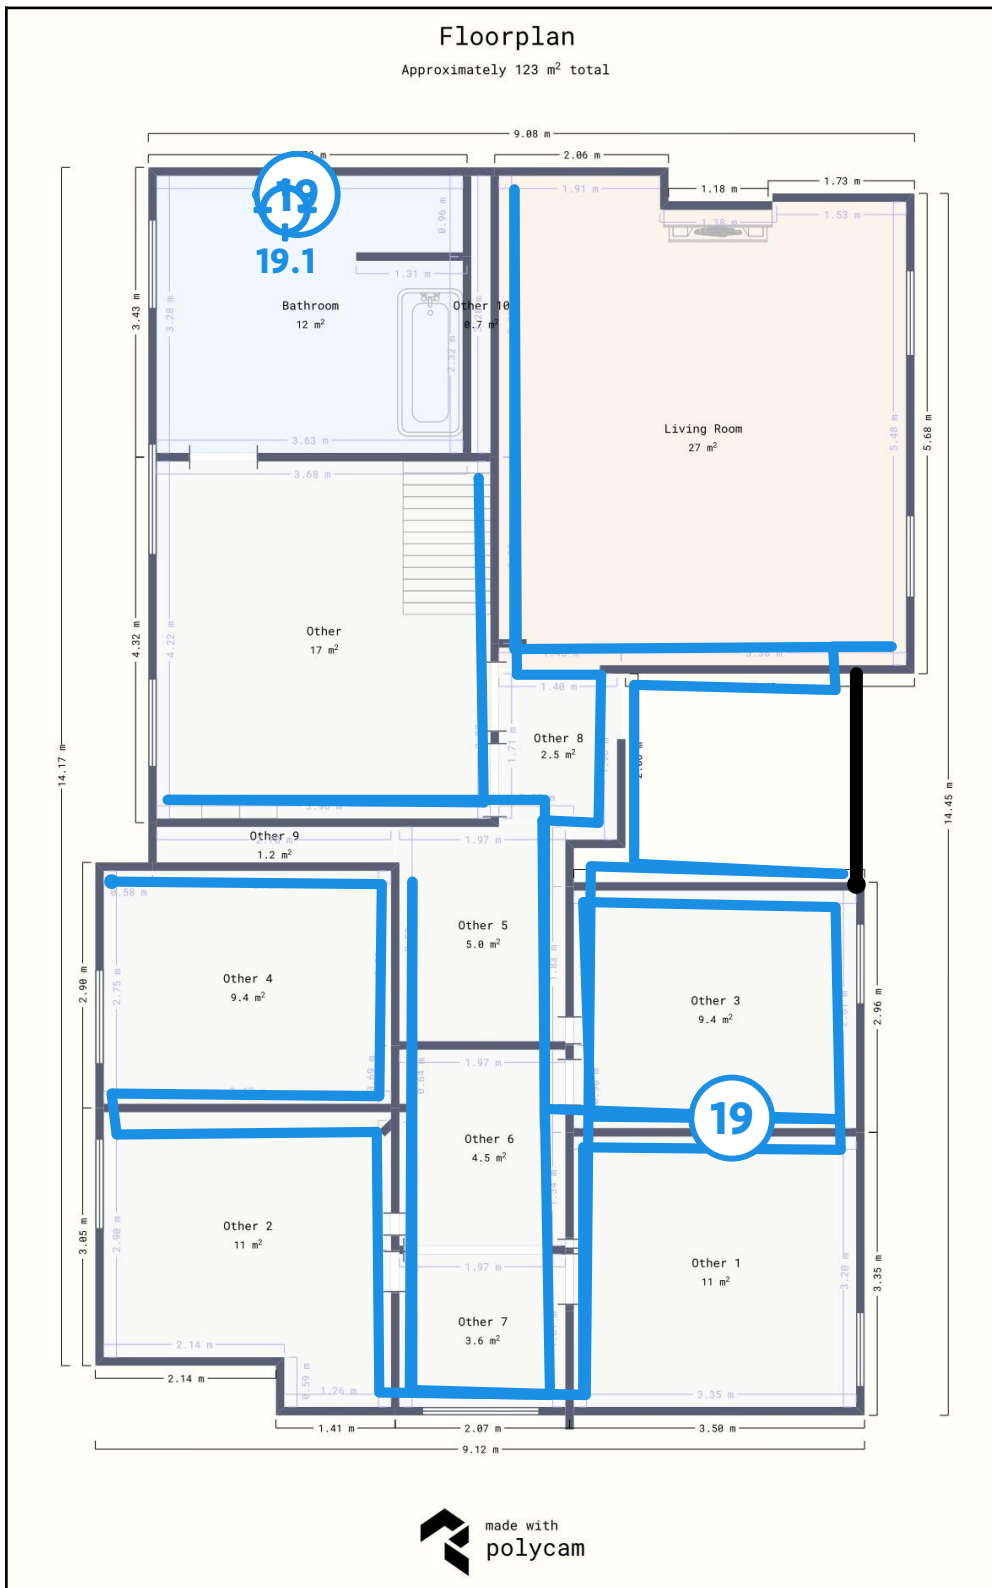 Floorplan
Approximately 123 m² total
9.08 m
2.06 m
1.73 m
1.18 m
1.91 m
1.53 m
1.38 m
19
19.1
0.96 m
1.31 m
Bathroom
12 m²
Other 10
0.7 m²
3.43 m
3.28 m
2.32 m
3.63 m
3.68 m
Living Room
27 m²
5.48 m
5.68 m
Other
17 m²
4.32 m
4.22 m
1.40 m
Other 8
2.5 m²
1.71 m
14.17 m
14.45 m
Other 9
1.2 m²
1.97 m
0.58 m
Other 5
5.0 m²
1.83 m
Other 4
9.4 m²
2.90 m
2.75 m
Other 3
9.4 m²
2.96 m
0.69 m
0.64 m
1.97 m
19
Other 6
4.5 m²
Other 2
11 m²
3.05 m
2.90 m
1.97 m
Other 1
11 m²
3.20 m
3.35 m
Other 7
3.6 m²
2.14 m
2.14 m
0.59 m
1.26 m
3.35 m
1.41 m
2.07 m
3.50 m
9.12 m
made with
polycam